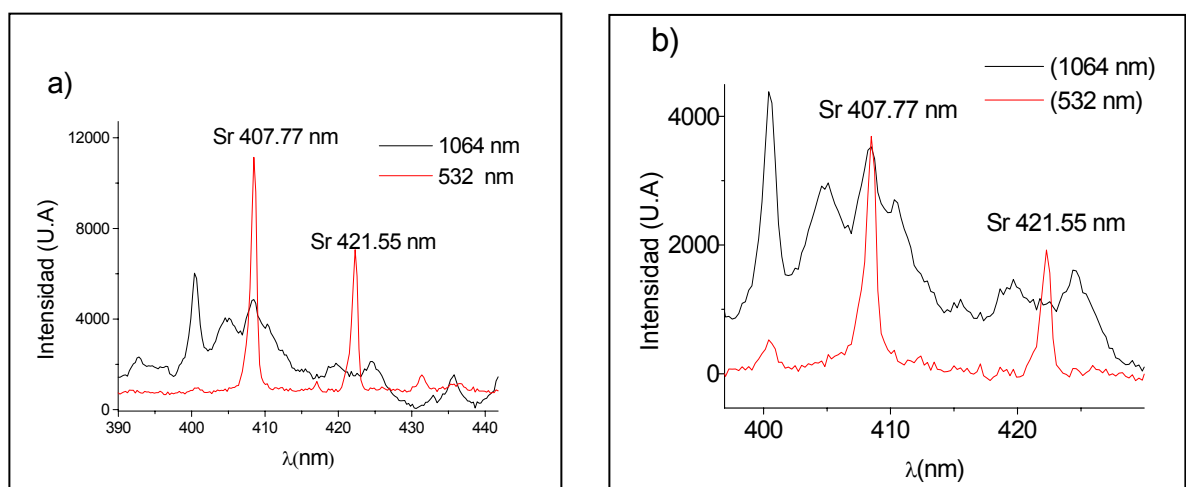 a)
Sr 407.77 nm
1064 nm
532 nm
Sr 421.55 nm
Intensidad (U.A)
12000
8000
4000
0
390 400 410 420 430 440
λ(nm)
b)
(1064 nm)
(532 nm)
Sr 407.77 nm
Sr 421.55 nm
Intensidad (U.A)
4000
2000
0
400 410 420
λ(nm)